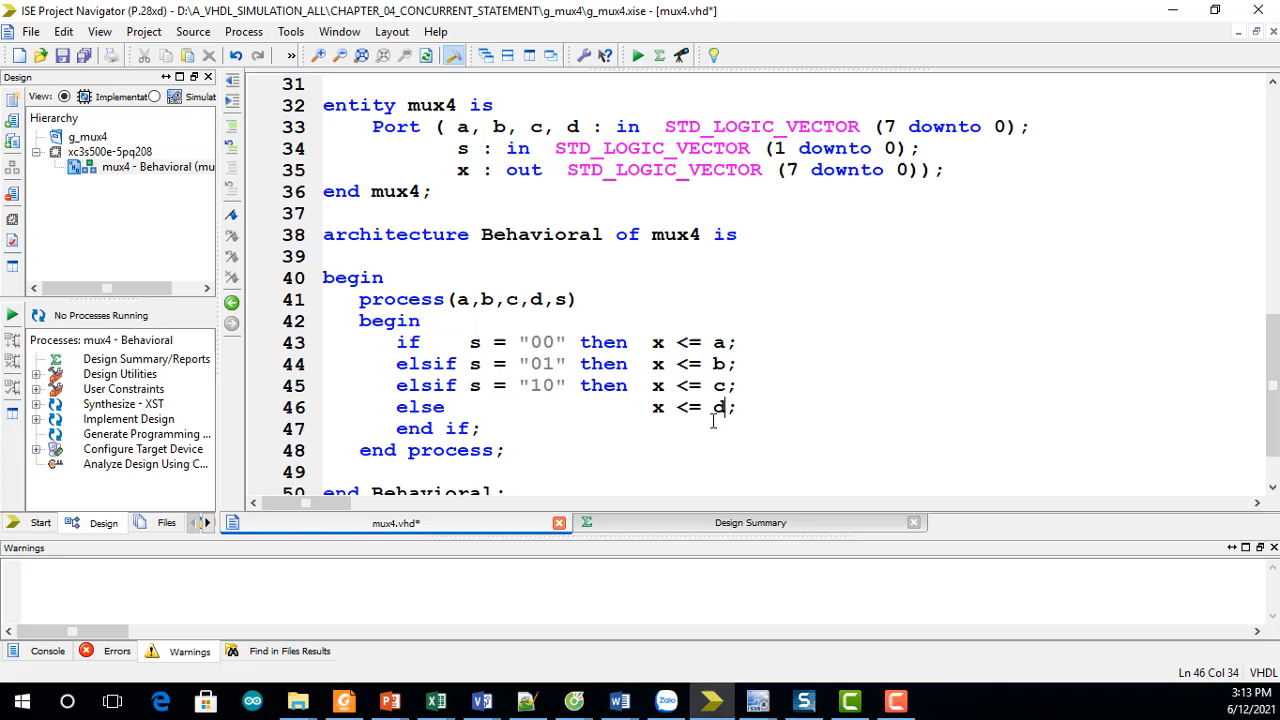 ISE Project Navigator (P.28xd) - D:\A_VHDL_SIMULATION_ALL\CHAPTER_04_CONCURRENT_STATEMENT\g_mux4\g_mux4.xise - [mux4.vhd*]
File Edit View Project Source Process Tools Window Layout Help
Design
View: Implementat Simulat
Hierarchy
g_mux4
xc3s500e-5pq208
mux4 - Behavioral (mu
No Processes Running
Processes: mux4 - Behavioral
Design Summary/Reports
Design Utilities
User Constraints
Synthesize - XST
Implement Design
Generate Programming ...
Configure Target Device
Analyze Design Using C...
Start Design Files
31
32 entity mux4 is
33 Port ( a, b, c, d : in STD_LOGIC_VECTOR (7 downto 0);
34 s : in STD_LOGIC_VECTOR (1 downto 0);
35 x : out STD_LOGIC_VECTOR (7 downto 0));
36 end mux4;
37
38 architecture Behavioral of mux4 is
39
40 begin
41 process(a,b,c,d,s)
42 begin
43 if s = "00" then x <= a;
44 elsif s = "01" then x <= b;
45 elsif s = "10" then x <= c;
46 else x <= d;
47 end if;
48 end process;
49
50 end Behavioral;
mux4.vhd* Design Summary
Warnings
Console Errors Warnings Find in Files Results
Ln 46 Col 34 VHDL
3:13 PM
6/12/2021